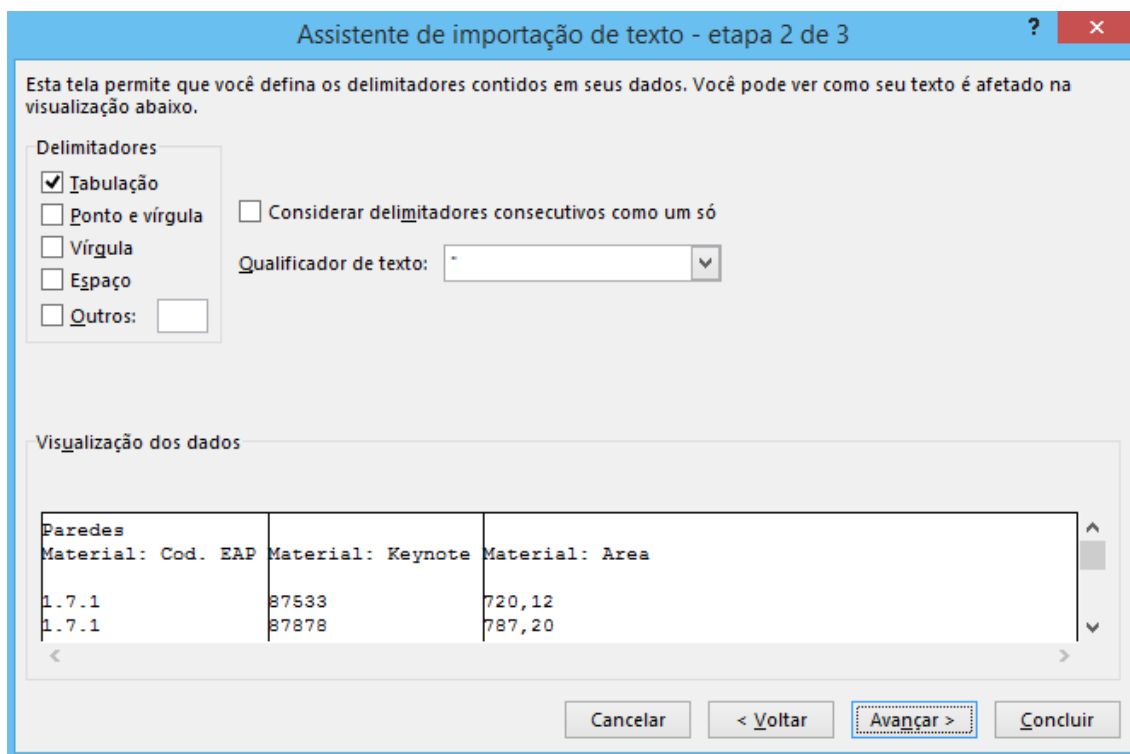 Assistente de importação de texto - etapa 2 de 3
? ×
Esta tela permite que você defina os delimitadores contidos em seus dados. Você pode ver como seu texto é afetado na
visualização abaixo.
Delimitadores
Tabulação
Ponto e vírgula
Vírgula
Espaço
Outros:
Considerar delimitadores consecutivos como um só
Qualificador de texto: "
Visualização dos dados
Paredes
Material: Cod. EAP Material: Keynote Material: Area
1.7.1 87533 720,12
1.7.1 87878 787,20
Cancelar < Voltar Avançar > Concluir